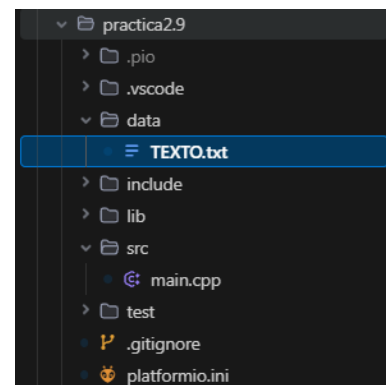 practica2.9
.pio
.vscode
data
TEXTO.txt
include
lib
src
main.cpp
test
.gitignore
platformio.ini